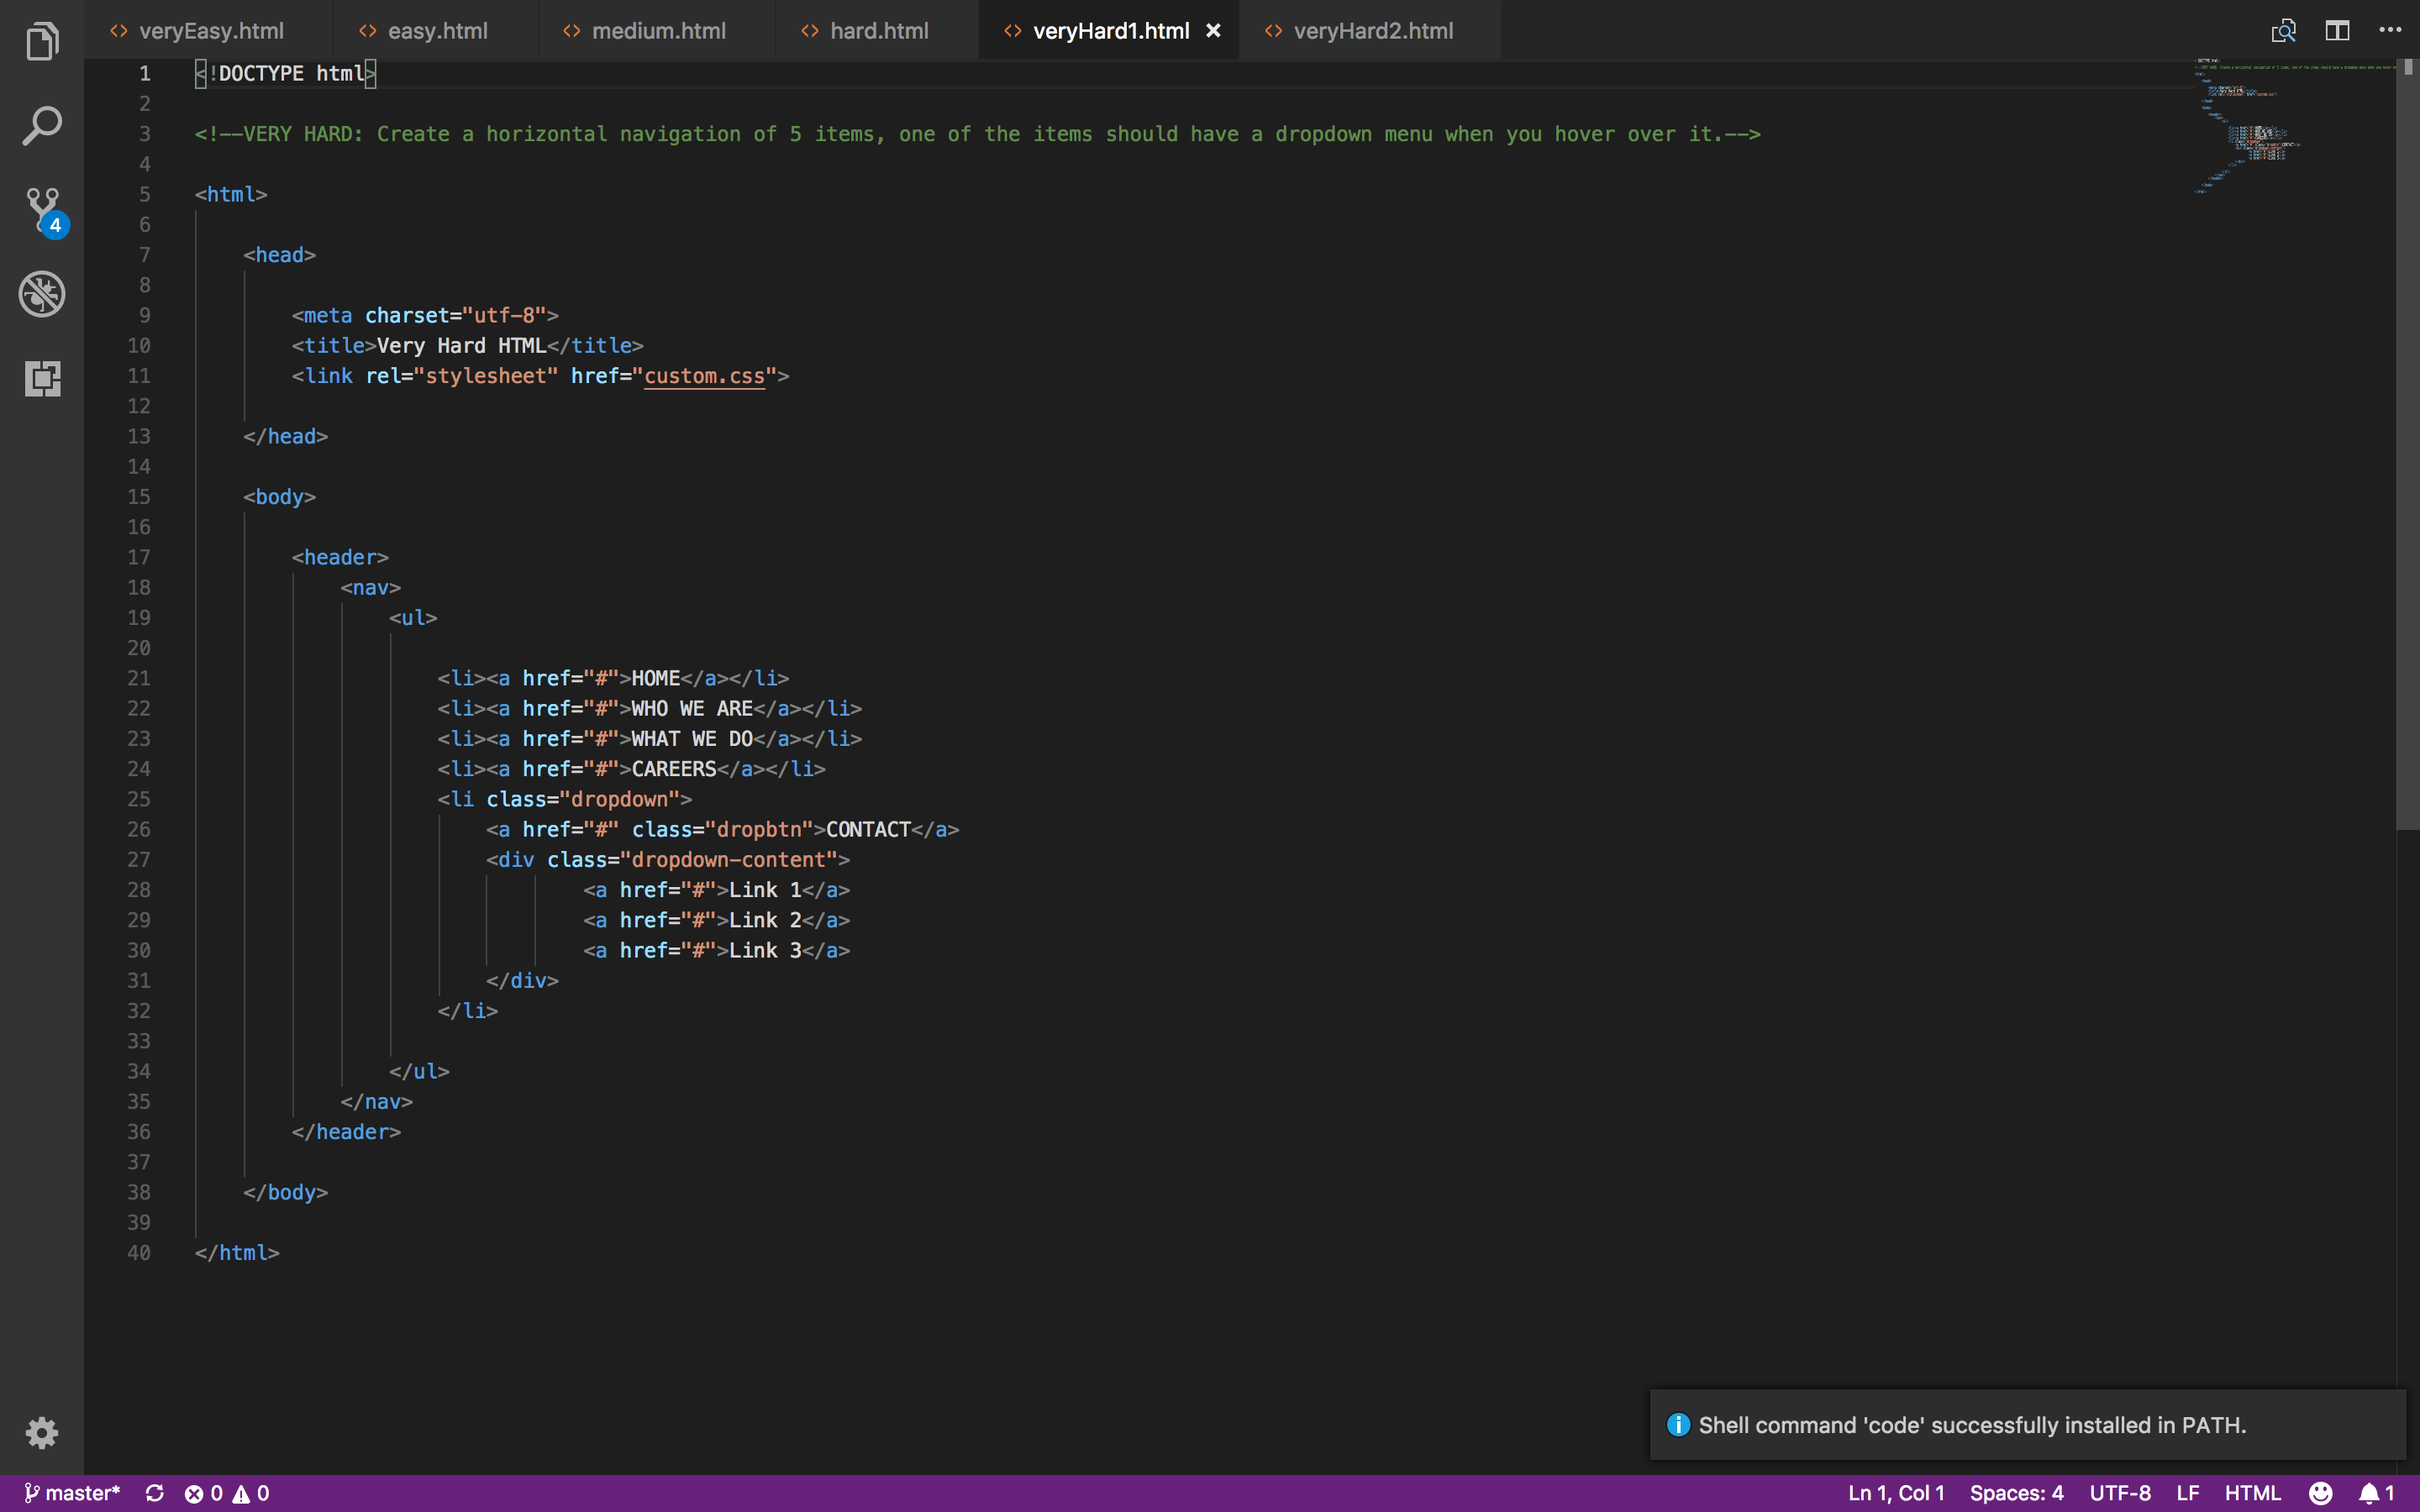 veryEasy.html easy.html medium.html hard.html veryHard1.html veryHard2.html
1 <!DOCTYPE html>
2
3 <!--VERY HARD: Create a horizontal navigation of 5 items, one of the items should have a dropdown menu when you hover over it.-->
4
5 <html>
6
7     <head>
8
9         <meta charset="utf-8">
10         <title>Very Hard HTML</title>
11         <link rel="stylesheet" href="custom.css">
12
13     </head>
14
15     <body>
16
17         <header>
18             <nav>
19                 <ul>
20
21                     <li><a href="#">HOME</a></li>
22                     <li><a href="#">WHO WE ARE</a></li>
23                     <li><a href="#">WHAT WE DO</a></li>
24                     <li><a href="#">CAREERS</a></li>
25                     <li class="dropdown">
26                         <a href="#" class="dropbtn">CONTACT</a>
27                         <div class="dropdown-content">
28                                 <a href="#">Link 1</a>
29                                 <a href="#">Link 2</a>
30                                 <a href="#">Link 3</a>
31                         </div>
32                     </li>
33
34                 </ul>
35             </nav>
36         </header>
37
38     </body>
39
40 </html>
4
Shell command 'code' successfully installed in PATH.
master* 0 0 Ln 1, Col 1 Spaces: 4 UTF-8 LF HTML 1